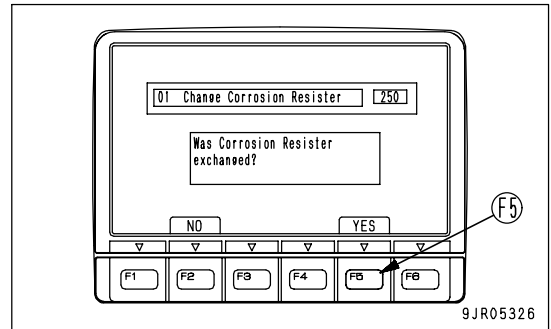 01 Change Corrosion Resister 250
Was Corrosion Resister
exchanged?
NO YES
F5
F1 F2 F3 F4 F5 F6
9JR05326